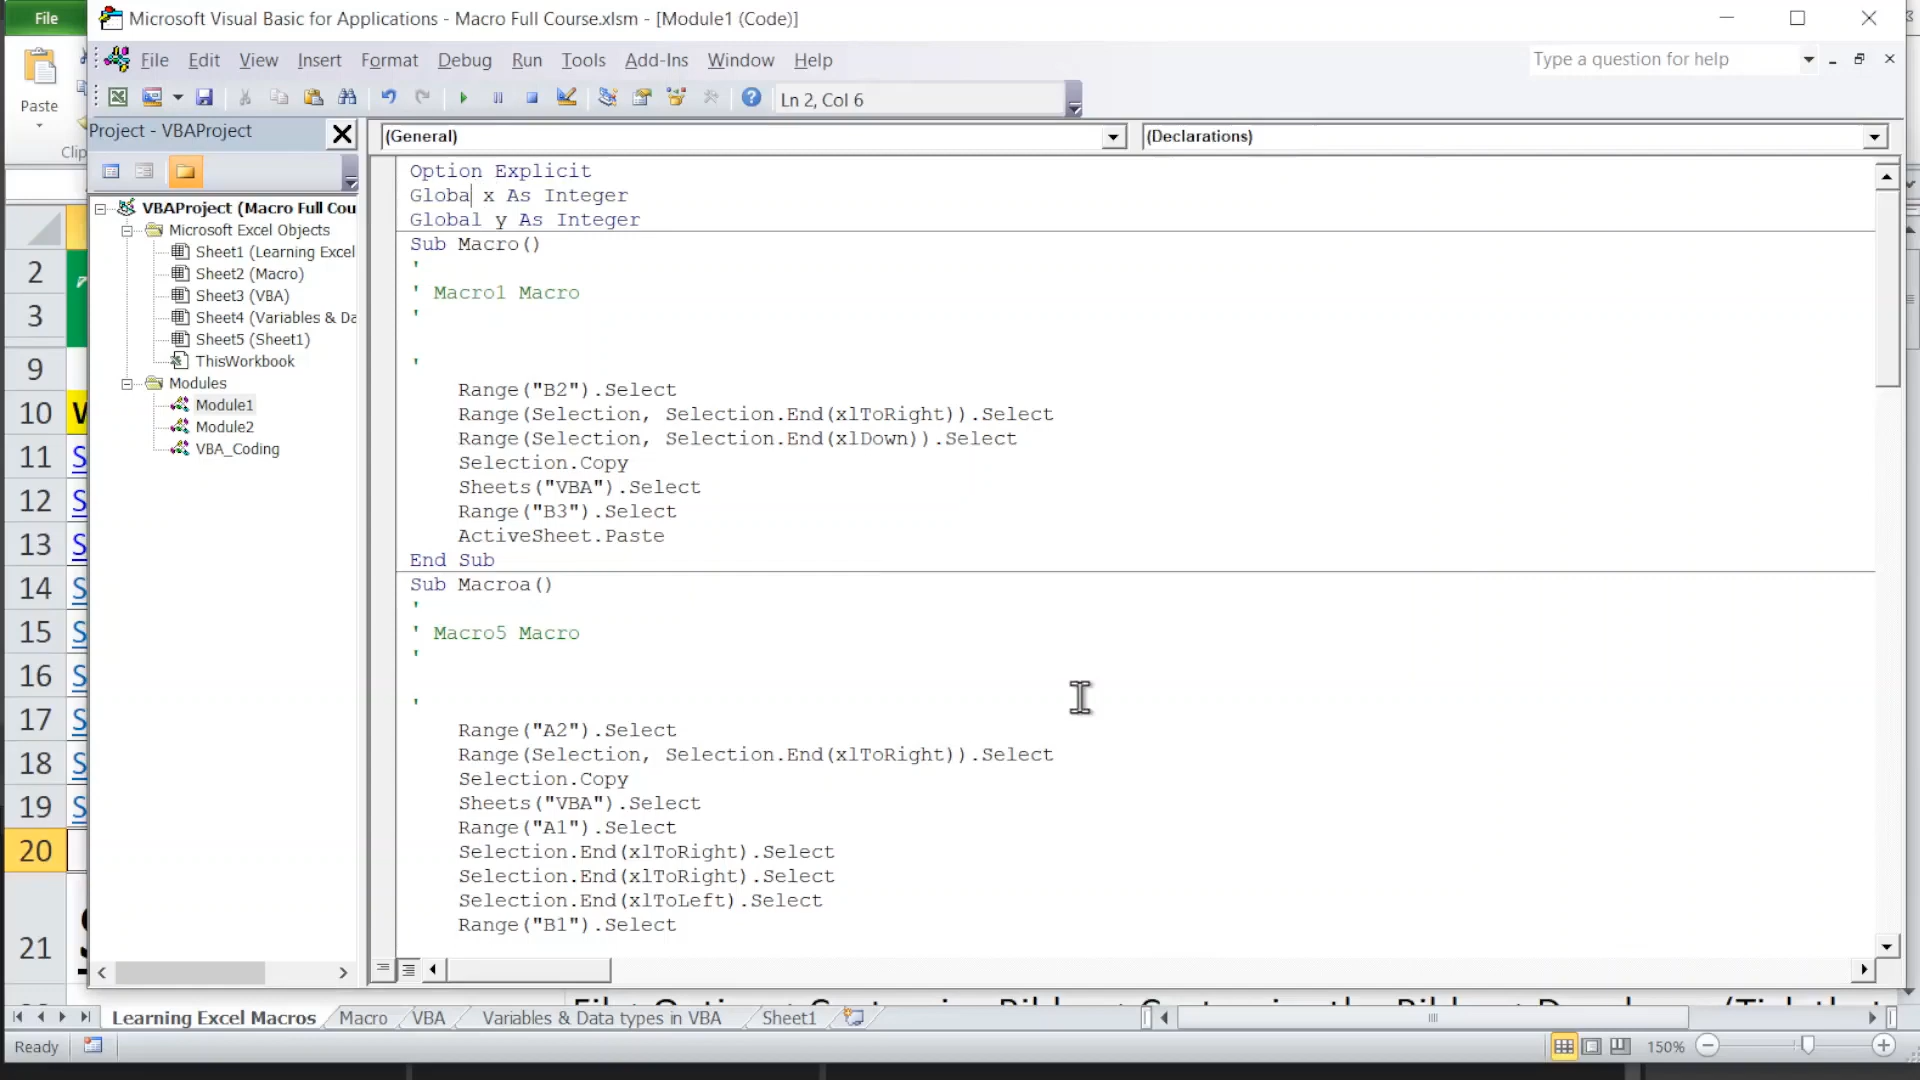 File
Microsoft Visual Basic for Applications - Macro Full Course.xlsm - [Module1 (Code)]
File Edit View Insert Format Debug Run Tools Add-Ins Window Help
Type a question for help
Paste
Ln 2, Col 6
Clip
Project - VBAProject
(General)
(Declarations)
VBAProject (Macro Full Cou
Microsoft Excel Objects
Sheet1 (Learning Excel
Sheet2 (Macro)
Sheet3 (VBA)
Sheet4 (Variables & Da
Sheet5 (Sheet1)
ThisWorkbook
Modules
Module1
Module2
VBA_Coding
Option Explicit
Globa x As Integer
Global y As Integer
Sub Macro()
'
' Macro1 Macro
'
'
Range("B2").Select
Range(Selection, Selection.End(xlToRight)).Select
Range(Selection, Selection.End(xlDown)).Select
Selection.Copy
Sheets("VBA").Select
Range("B3").Select
ActiveSheet.Paste
End Sub
Sub Macroa()
'
' Macro5 Macro
'
'
Range("A2").Select
Range(Selection, Selection.End(xlToRight)).Select
Selection.Copy
Sheets("VBA").Select
Range("A1").Select
Selection.End(xlToRight).Select
Selection.End(xlToRight).Select
Selection.End(xlToLeft).Select
Range("B1").Select
2
3
9
10
11 S
12 S
13 S
14 S
15 S
16 S
17 S
18 S
19 S
20
21
Learning Excel Macros Macro VBA Variables & Data types in VBA Sheet1
Ready
150%